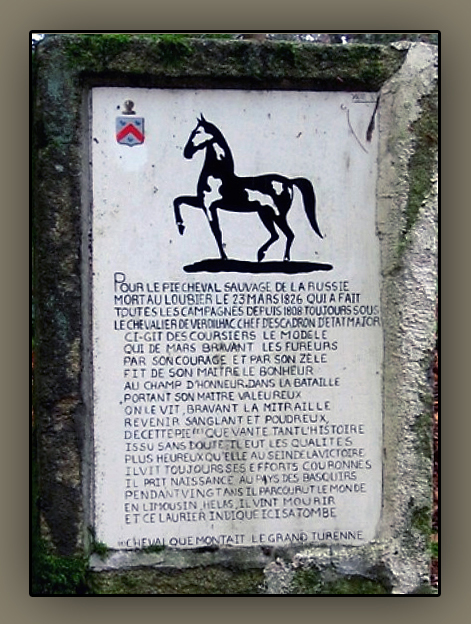 POUR LE PIE CHEVAL SAUVAGE DE LA RUSSIE
MORT AU LOUBIER LE 23 MARS 1826 QUI A FAIT
TOUTES LES CAMPAGNES DEPUIS 1808 TOUJOURS SOUS
LE CHEVALIER DE VERDILHAC CHEF D'ESCADRON D'ETAT MAJOR
CI-GIT DES COURSIERS LE MODELE
QUI DE MARS BRAVANT LES FUREURS
PAR SON COURAGE ET PAR SON ZÈLE
FIT DE SON MAITRE LE BONHEUR
AU CHAMP D'HONNEUR DANS LA BATAILLE
PORTANT SON MAITRE VALEUREUX
ON LE VIT, BRAVANT LA MITRAILLE
REVENIR SANGLANT ET POUDREUX,
DE CETTE PIE QUE VANTE TANT L'HISTOIRE
ISSU SANS DOUTE IL EUT LES QUALITES
PLUS HEUREUX QU'ELLE AU SEIN DE LA VICTOIRE
IL VIT TOUJOURS SES EFFORTS COURONNES
IL PRIT NAISSANCE AU PAYS DES BASQUIRS
PENDANT VINGT ANS IL PARCOURUT LE MONDE
EN LIMOUSIN, HELAS, IL VINT MOURIR
ET CE LAURIER INDIQUE ICI SA TOMBE
CHEVAL QUE MONTAIT LE GRAND TURENNE